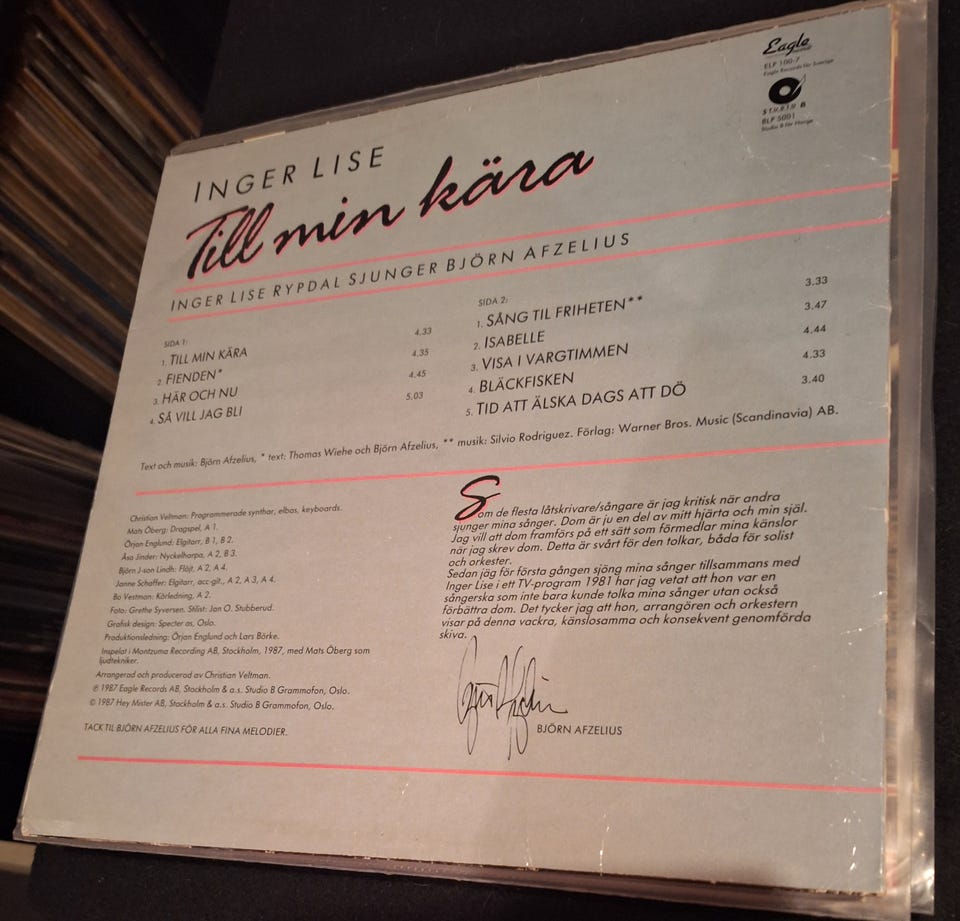 Eagle
ELP 100-7
Eagle Records för Sverige
STUDIO B
BLP 5001
Studio B för Norge
INGER LISE
Till min kära
INGER LISE RYPDAL SJUNGER BJÖRN AFZELIUS
SIDA 1:
1. TILL MIN KÄRA 4.33
2. FIENDEN* 4.35
3. HÄR OCH NU 4.45
4. SÅ VILL JAG BLI 5.03
SIDA 2:
1. SÅNG TIL FRIHETEN** 3.33
2. ISABELLE 3.47
3. VISA I VARGTIMMEN 4.44
4. BLÄCKFISKEN 4.33
5. TID ATT ÄLSKA DAGS ATT DÖ 3.40
Text och musik: Björn Afzelius, * text: Thomas Wiehe och Björn Afzelius, ** musik: Silvio Rodriguez. Förlag: Warner Bros. Music (Scandinavia) AB.
Christian Veltman: Programmerade synthar, elbas, keyboards.
Mats Öberg: Dragspel, A 1.
Örjan Englund: Elgitarr, B 1, B 2.
Åsa Jinder: Nyckelharpa, A 2, B 3.
Björn J-son Lindh: Flöjt, A 2, A 4.
Janne Schaffer: Elgitarr, acc-git., A 2, A 3, A 4.
Bo Vestman: Körledning, A 2.
Foto: Grethe Syversen. Stilist: Jan O. Stubberud.
Grafisk design: Specter as, Oslo.
Produktionsledning: Örjan Englund och Lars Börke.
Inspelat i Montzuma Recording AB, Stockholm, 1987, med Mats Öberg som
ljudtekniker.
Arrangerad och producerad av Christian Veltman.
℗ 1987 Eagle Records AB, Stockholm & a.s. Studio B Grammofon, Oslo.
© 1987 Hey Mister AB, Stockholm & a.s. Studio B Grammofon, Oslo.
TACK TIL BJÖRN AFZELIUS FÖR ALLA FINA MELODIER.
Som de flesta låtskrivare/sångare är jag kritisk när andra
sjunger mina sånger. Dom är ju en del av mitt hjärta och min själ.
Jag vill att dom framförs på ett sätt som förmedlar mina känslor
när jag skrev dom. Detta är svårt för den tolkar, båda för solist
och orkester.
Sedan jag för första gången sjöng mina sånger tillsammans med
Inger Lise i ett TV-program 1981 har jag vetat att hon var en
sångerska som inte bara kunde tolka mina sånger utan också
förbättra dom. Det tycker jag att hon, arrangören och orkestern
visar på denna vackra, känslosamma och konsekvent genomförda
skiva.
BJÖRN AFZELIUS